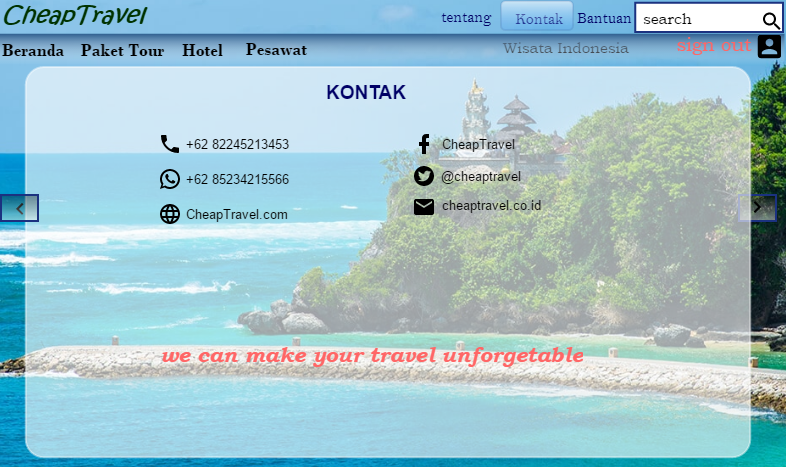 CheapTravel
tentang Kontak Bantuan search
Beranda Paket Tour Hotel Pesawat Wisata Indonesia sign out
KONTAK
+62 82245213453 CheapTravel
+62 85234215566 @cheaptravel
CheapTravel.com cheaptravel.co.id
we can make your travel unforgetable